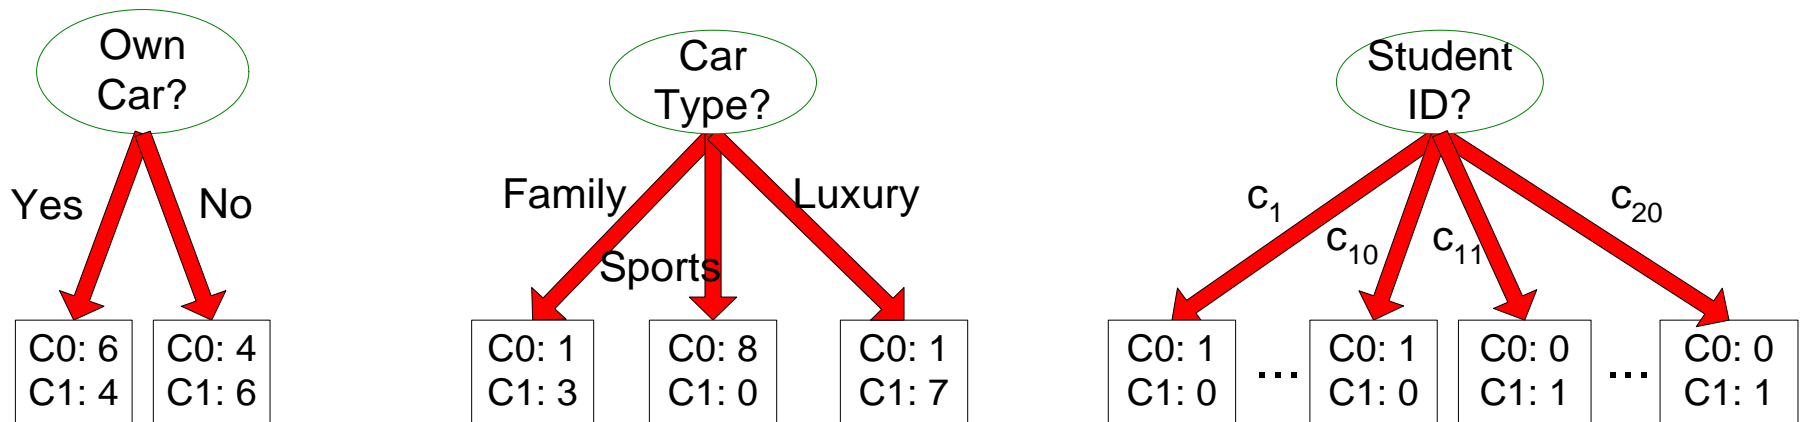 Own
Car?
Yes
No
C0: 6
C1: 4
C0: 4
C1: 6
Car
Type?
Family
Sports
Luxury
C0: 1
C1: 3
C0: 8
C1: 0
C0: 1
C1: 7
Student
ID?
c1
c10
c11
c20
C0: 1
C1: 0
...
C0: 1
C1: 0
C0: 0
C1: 1
...
C0: 0
C1: 1